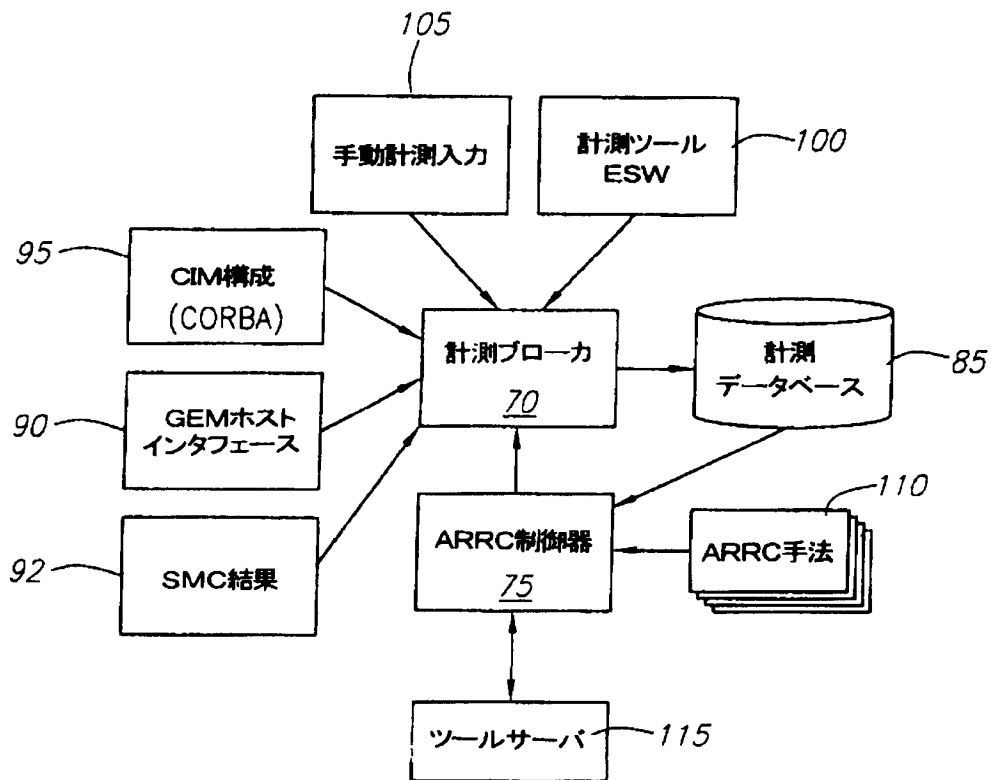 105
手動計測入力
計測ツール
ESW
100
95
CIM構成
(CORBA)
計測ブローカ
70
計測
データベース
85
90
GEMホスト
インタフェース
92
SMC結果
ARRC制御器
75
110
ARRC手法
ツールサーバ
115